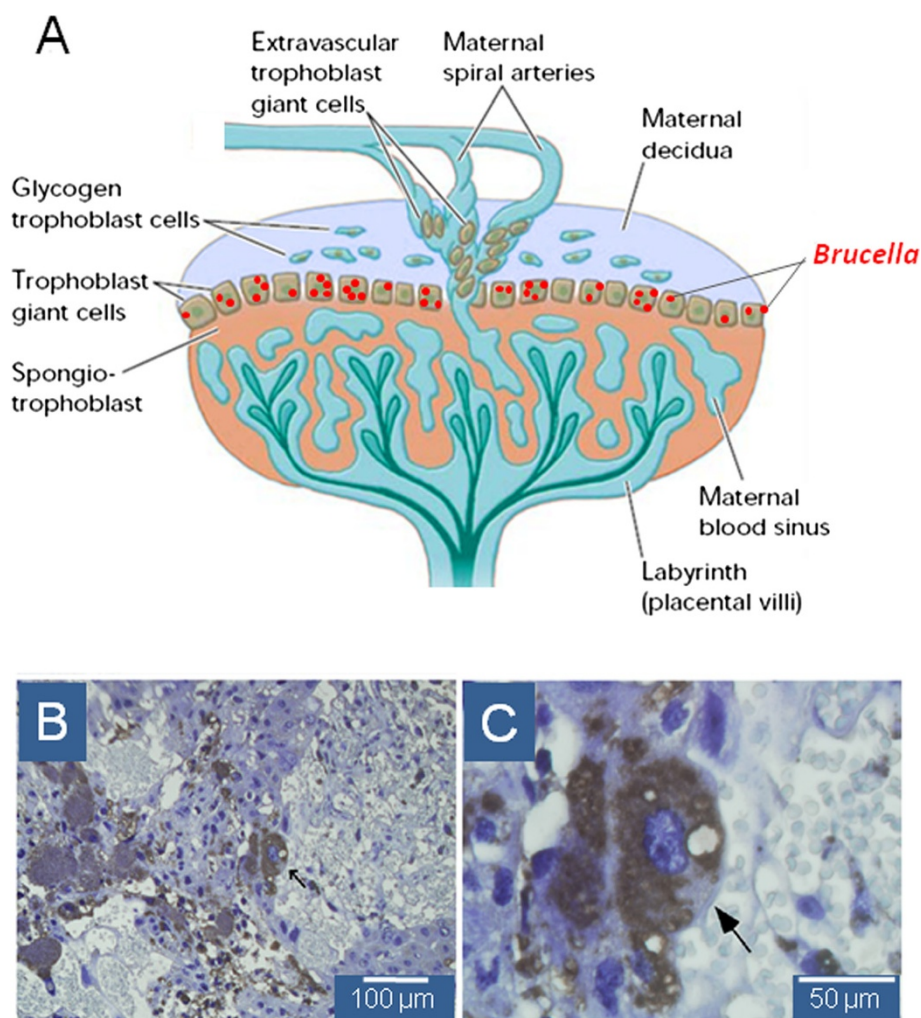 A
Extravascular
trophoblast
giant cells
Maternal
spiral arteries
Maternal
decidua
Glycogen
trophoblast cells
Brucella
Trophoblast
giant cells
Spongio-
trophoblast
Maternal
blood sinus
Labyrinth
(placental villi)
B
100 µm
C
50 µm